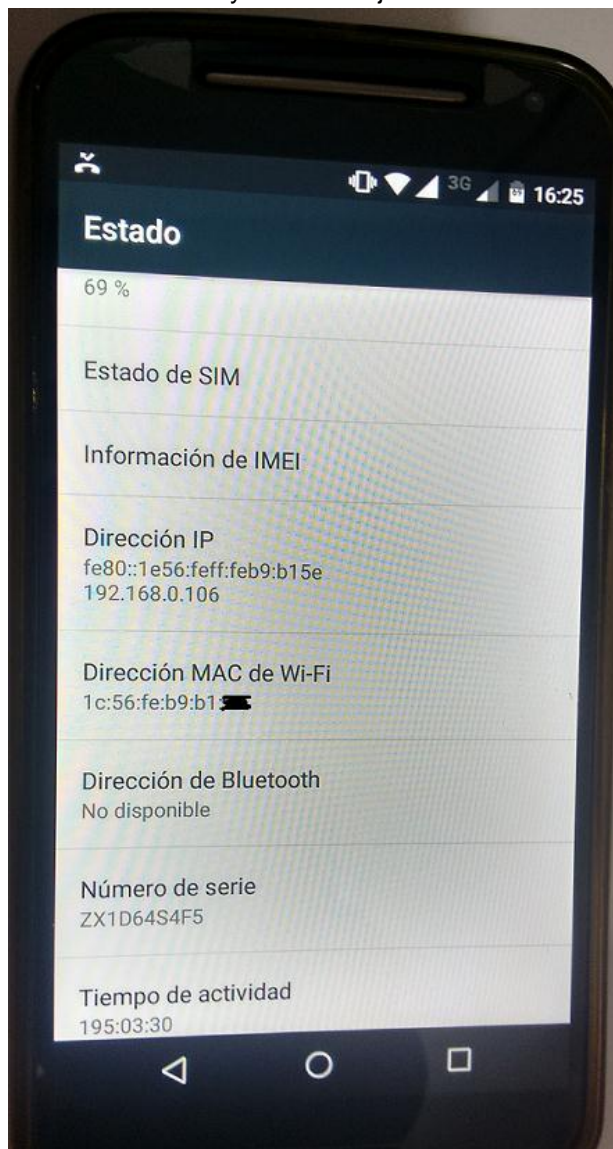 3G 16:25
Estado
69 %
Estado de SIM
Información de IMEI
Dirección IP
fe80::1e56:feff:feb9:b15e
192.168.0.106
Dirección MAC de Wi-Fi
1c:56:fe:b9:b1:
Dirección de Bluetooth
No disponible
Número de serie
ZX1D64S4F5
Tiempo de actividad
195:03:30